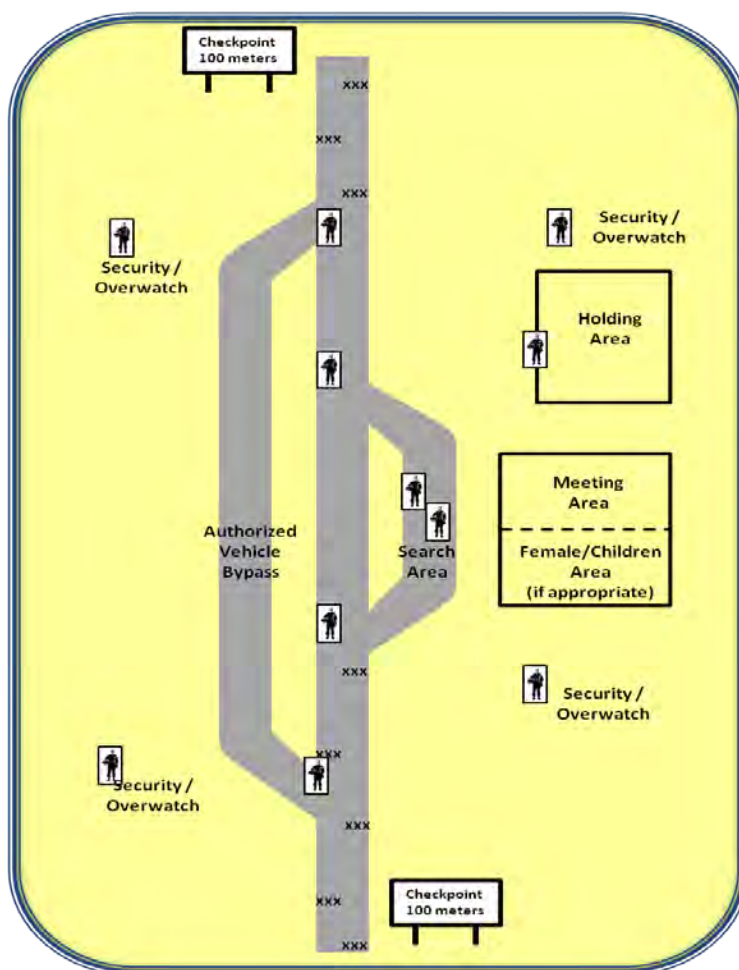 Checkpoint
100 meters
xxx
xxx
xxx
Security /
Overwatch
Security /
Overwatch
Holding
Area
Meeting
Area
Authorized
Vehicle
Bypass
Search
Area
Female/Children
Area
(if appropriate)
xxx
Security /
Overwatch
xxx
Security /
Overwatch
xxx
Checkpoint
100 meters
xxx
xxx